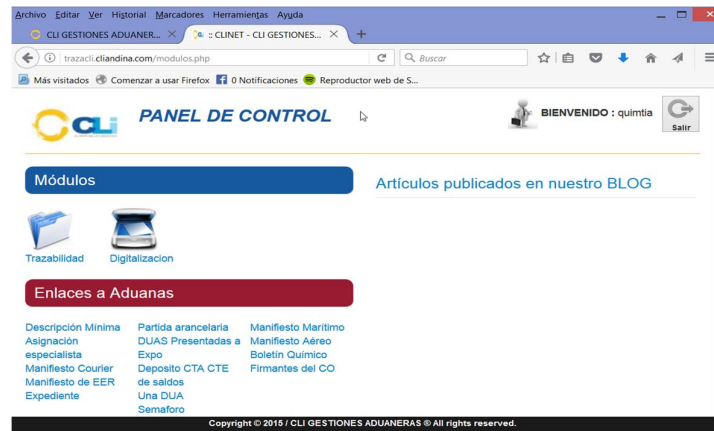 Archivo Editar Ver Historial Marcadores Herramientas Ayuda
CLI GESTIONES ADUANER... :: CLINET - CLI GESTIONES...
trazacli.cliandina.com/modulos.php
Buscar
Más visitados Comenzar a usar Firefox 0 Notificaciones Reproductor web de S...
CLi PANEL DE CONTROL
BIENVENIDO : quimtia
Salir
Módulos
Artículos publicados en nuestro BLOG
Trazabilidad Digitalizacion
Enlaces a Aduanas
Descripción Mínima
Asignación
especialista
Manifiesto Courier
Manifiesto de EER
Expediente
Partida arancelaria
DUAS Presentadas a
Expo
Deposito CTA CTE
de saldos
Una DUA
Semaforo
Manifiesto Marítimo
Manifiesto Aéreo
Boletín Químico
Firmantes del CO
Copyright © 2015 / CLI GESTIONES ADUANERAS ® All rights reserved.